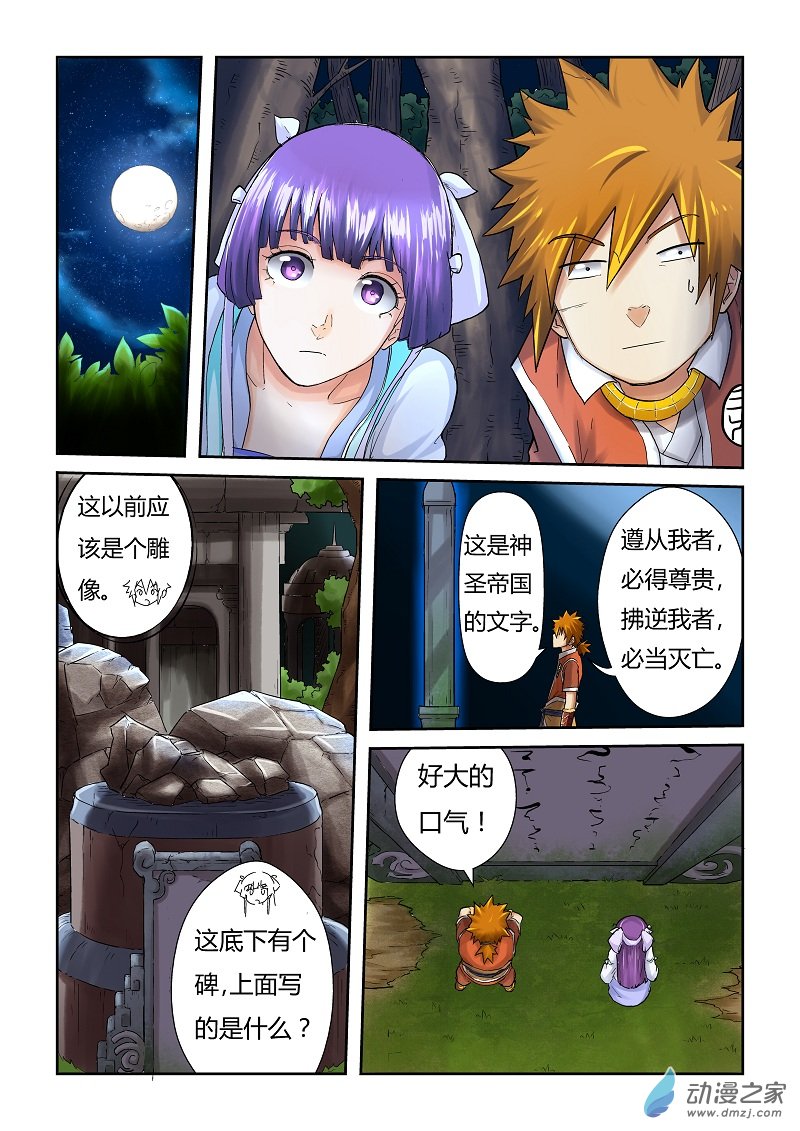 这以前应
该是个雕
像。
这底下有个
碑，上面写
的是什么？
这是神
圣帝国
的文字。
遵从我者，
必得尊贵，
拂逆我者，
必当灭亡。
好大的
口气！
动漫之家
www.dmzj.com